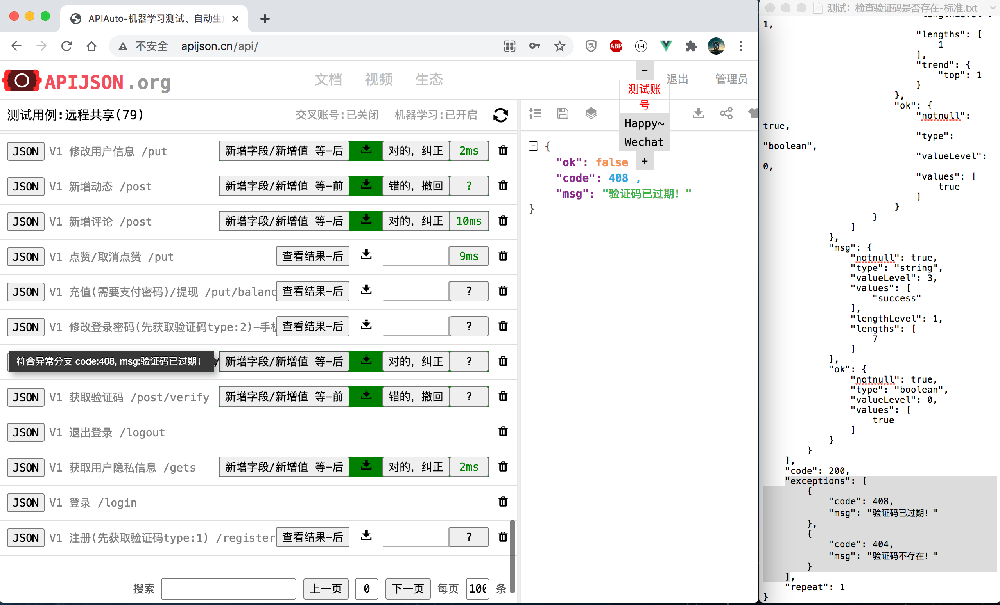 APIAuto-机器学习测试、自动生
不安全 apijson.cn/api/
ABP
APIJSON.org 文档 视频 生态 − 退出 管理员
测试账号
Happy~
Wechat
+
测试用例:远程共享(79) 交叉账号:已关闭 机器学习:已开启
JSON V1 修改用户信息 /put 新增字段/新增值 等-后 对的, 纠正 2ms
JSON V1 新增动态 /post 新增字段/新增值 等-前 错的, 撤回 ?
JSON V1 新增评论 /post 新增字段/新增值 等-后 对的, 纠正 10ms
JSON V1 点赞/取消点赞 /put 查看结果-后 9ms
JSON V1 充值(需要支付密码)/提现 /put/balanc 查看结果-后 ?
JSON V1 修改登录密码(先获取验证码type:2)-手机 查看结果-后 ?
符合异常分支 code:408, msg:验证码已过期! / 新增字段/新增值 等-后 对的, 纠正 ?
JSON V1 获取验证码 /post/verify 新增字段/新增值 等-前 错的, 撤回 ?
JSON V1 退出登录 /logout
JSON V1 获取用户隐私信息 /gets 新增字段/新增值 等-后 对的, 纠正 2ms
JSON V1 登录 /login
JSON V1 注册(先获取验证码type:1) /register 查看结果-后 ?
搜索 上一页 0 下一页 每页 100 条
{
"ok": false
"code": 408 ,
"msg": "验证码已过期! "
}
测试: 检查验证码是否存在-标准.txt
"lengthLevel":
1,
"lengths": [
1
],
"trend": {
"top": 1
}
},
"ok": {
"notnull":
true,
"type":
"boolean",
"valueLevel":
0,
"values": [
true
]
}
}
]
},
"msg": {
"notnull": true,
"type": "string",
"valueLevel": 3,
"values": [
"success"
],
"lengthLevel": 1,
"lengths": [
7
]
},
"ok": {
"notnull": true,
"type": "boolean",
"valueLevel": 0,
"values": [
true
]
}
}
],
"code": 200,
"exceptions": [
{
"code": 408,
"msg": "验证码已过期! "
},
{
"code": 404,
"msg": "验证码不存在! "
}
],
"repeat": 1
}